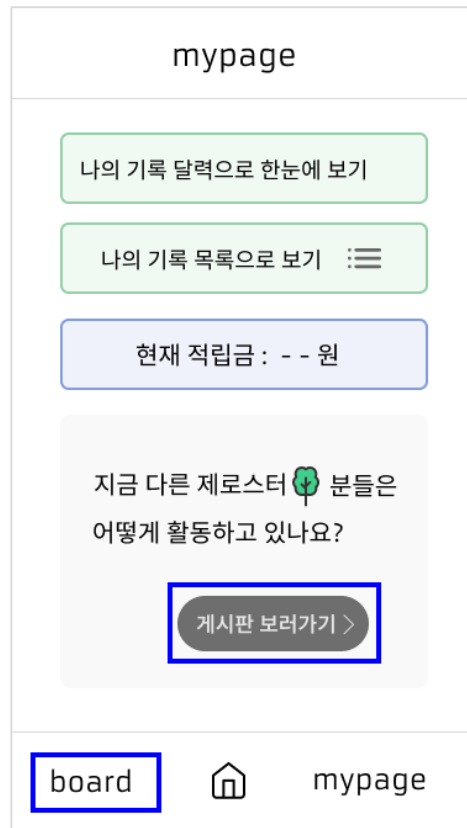 mypage
나의 기록 달력으로 한눈에 보기
나의 기록 목록으로 보기
현재 적립금 : - - 원
지금 다른 제로스터 분들은
어떻게 활동하고 있나요?
게시판 보러가기 >
board
mypage